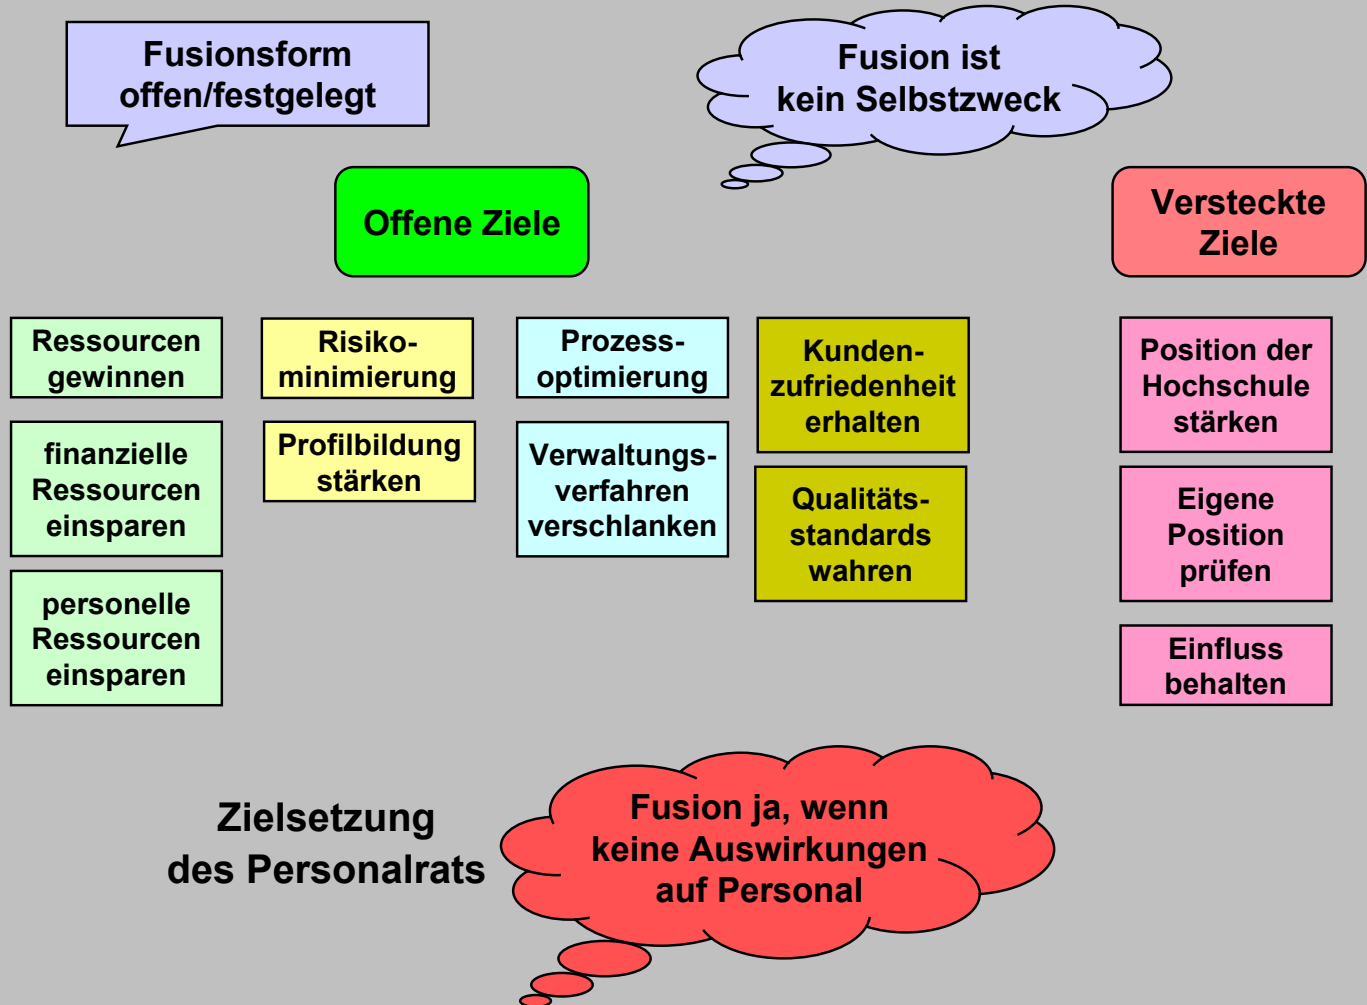 Fusionsform
offen/festgelegt
Fusion ist
kein Selbstzweck
Offene Ziele
Versteckte
Ziele
Ressourcen
gewinnen
finanzielle
Ressourcen
einsparen
personelle
Ressourcen
einsparen
Risiko-
minimierung
Profilbildung
stärken
Prozess-
optimierung
Verwaltungs-
verfahren
verschlanken
Kunden-
zufriedenheit
erhalten
Qualitäts-
standards
wahren
Position der
Hochschule
stärken
Eigene
Position
prüfen
Einfluss
behalten
Zielsetzung
des Personalrats
Fusion ja, wenn
keine Auswirkungen
auf Personal